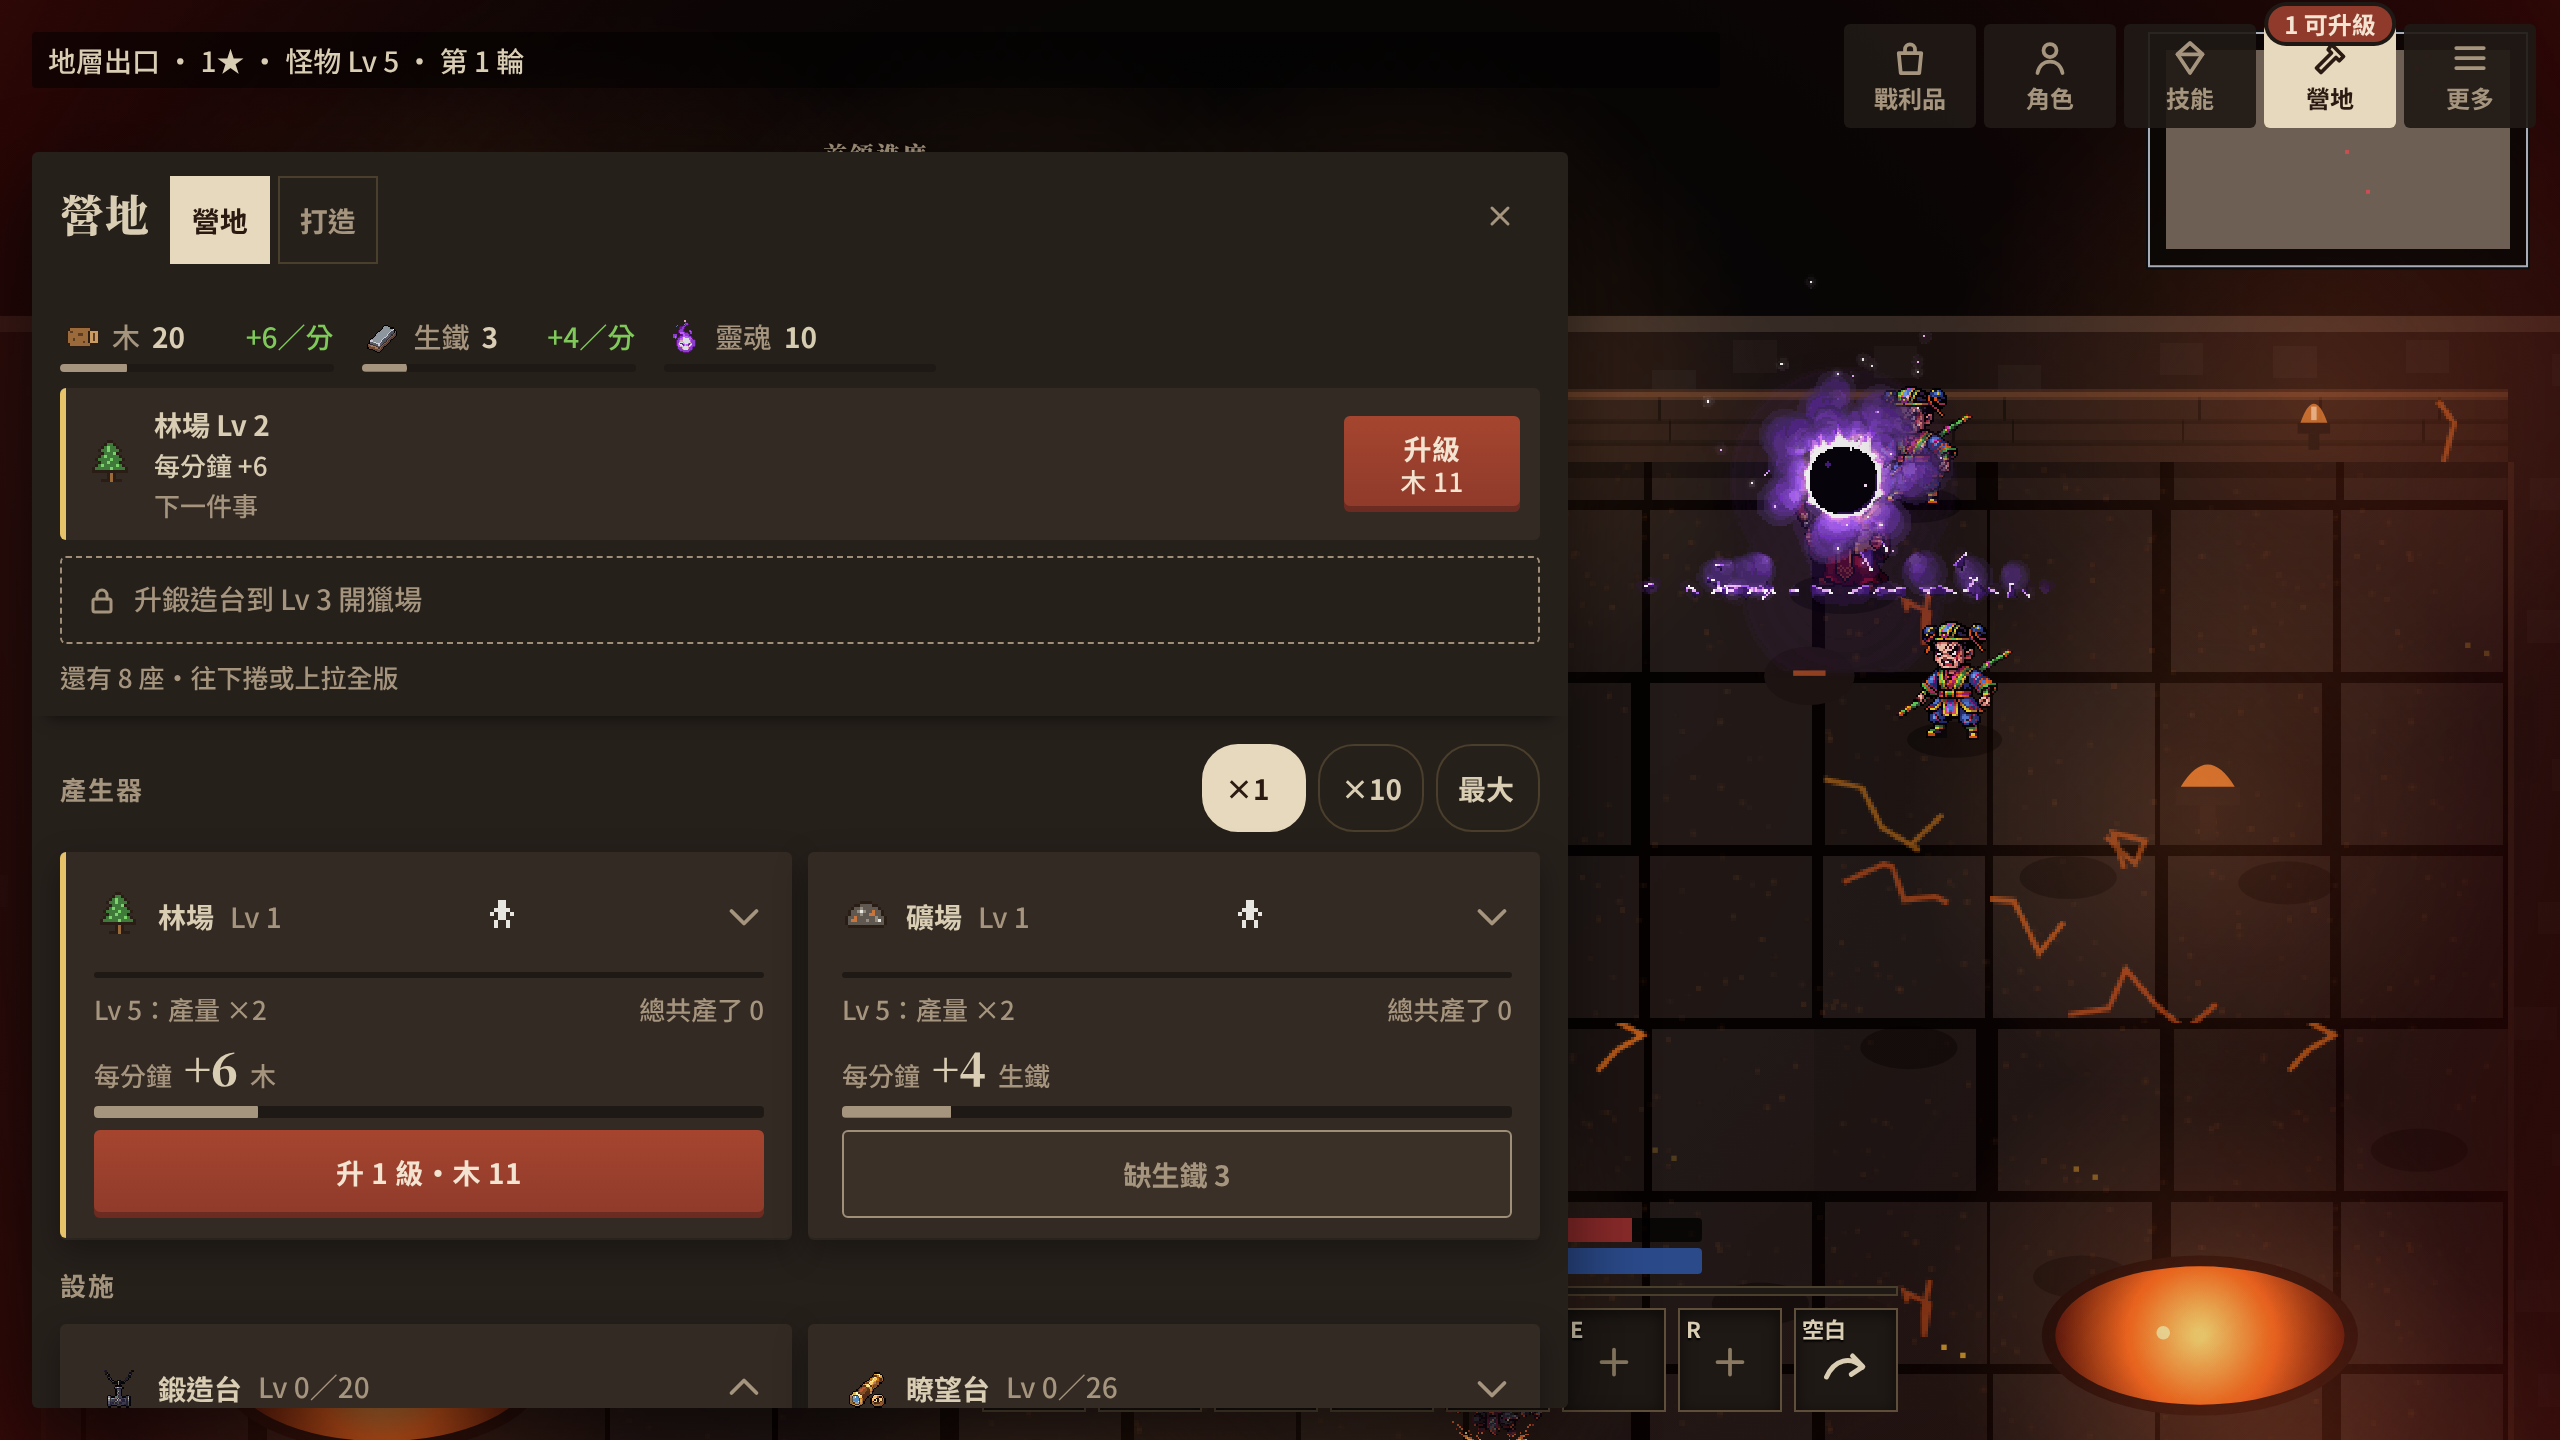 地層出口 · 1★ · 怪物 Lv 5 · 第 1 輪
戰利品
角色
技能
1 可升級
營地
更多
首領進度
營地
營地
打造
×
木 20 +6／分
生鐵 3 +4／分
靈魂 10
林場 Lv 2
每分鐘 +6
下一件事
升級
木 11
升鍛造台到 Lv 3 開獵場
還有 8 座・往下捲或上拉全版
產生器
×1
×10
最大
林場 Lv 1
Lv 5：產量 ×2
總共產了 0
每分鐘 +6 木
升 1 級・木 11
礦場 Lv 1
Lv 5：產量 ×2
總共產了 0
每分鐘 +4 生鐵
缺生鐵 3
設施
鍛造台 Lv 0／20
瞭望台 Lv 0／26
E
R
空白